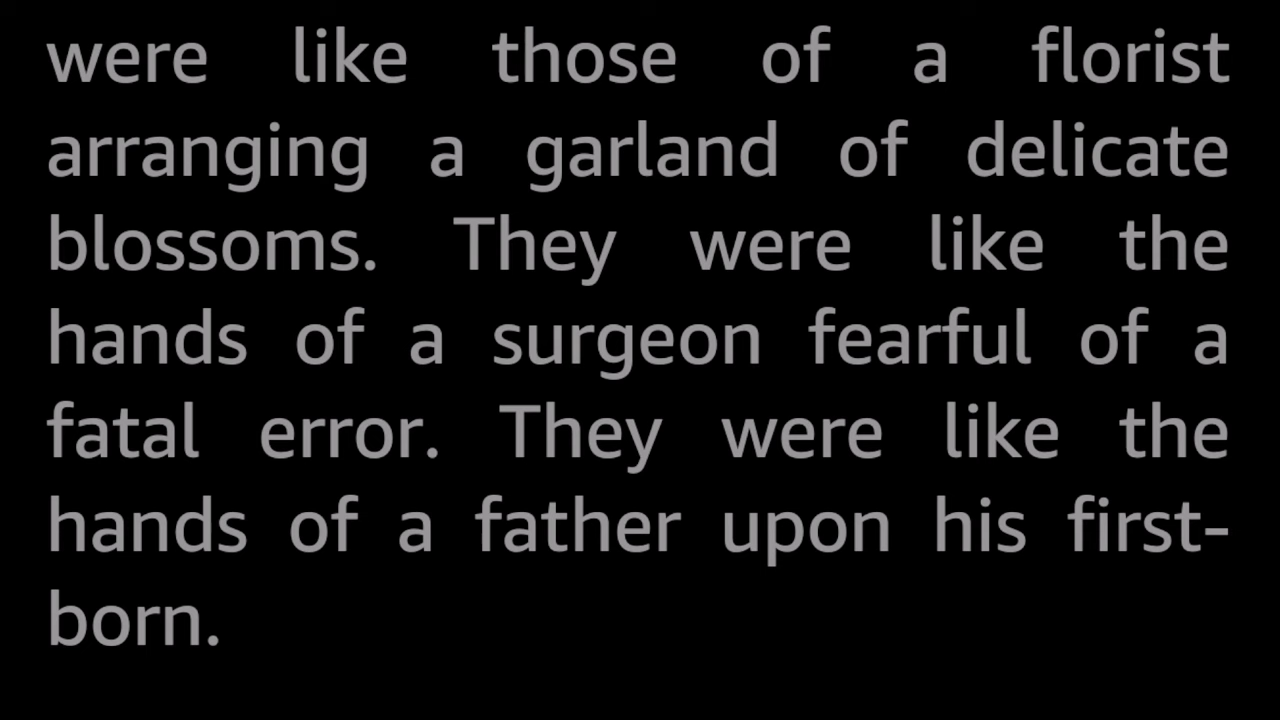 were like those of a florist
arranging a garland of delicate
blossoms. They were like the
hands of a surgeon fearful of a
fatal error. They were like the
hands of a father upon his first-
born.